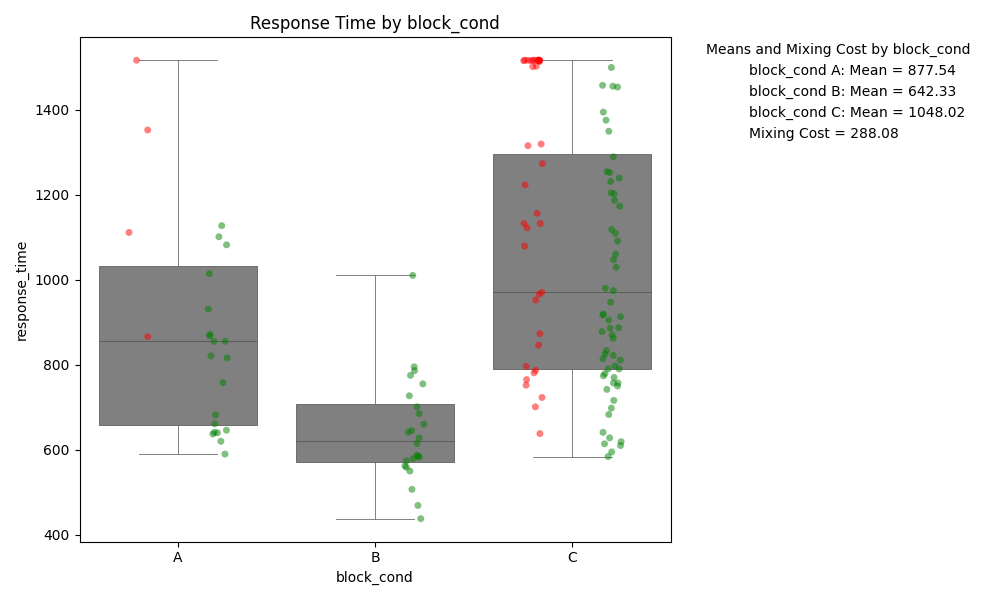 Response Time by block_cond
Means and Mixing Cost by block_cond
block_cond A: Mean = 877.54
block_cond B: Mean = 642.33
block_cond C: Mean = 1048.02
Mixing Cost = 288.08
response_time
1400
1200
1000
800
600
400
A
B
C
block_cond